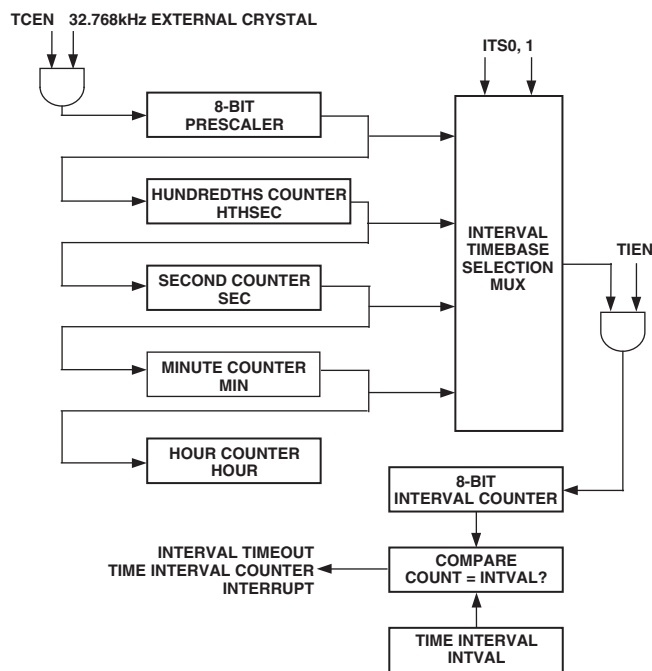 TCEN 32.768kHz EXTERNAL CRYSTAL
ITS0, 1
8-BIT
PRESCALER
HUNDREDTHS COUNTER
HTHSEC
SECOND COUNTER
SEC
MINUTE COUNTER
MIN
HOUR COUNTER
HOUR
INTERVAL
TIMEBASE
SELECTION
MUX
TIEN
8-BIT
INTERVAL COUNTER
COMPARE
COUNT = INTVAL?
INTERVAL TIMEOUT
TIME INTERVAL COUNTER
INTERRUPT
TIME INTERVAL
INTVAL